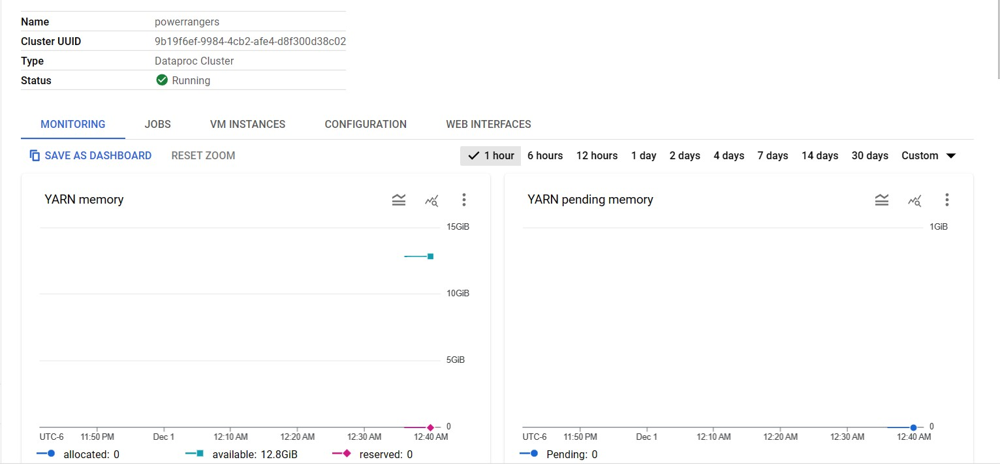 Name powerrangers
Cluster UUID 9b19f6ef-9984-4cb2-afe4-d8f300d38c02
Type Dataproc Cluster
Status Running
MONITORING JOBS VM INSTANCES CONFIGURATION WEB INTERFACES
SAVE AS DASHBOARD RESET ZOOM 1 hour 6 hours 12 hours 1 day 2 days 4 days 7 days 14 days 30 days Custom
YARN memory
15GiB
10GiB
5GiB
0
UTC-6 11:50 PM Dec 1 12:10 AM 12:20 AM 12:30 AM 12:40 AM
allocated: 0 available: 12.8GiB reserved: 0
YARN pending memory
1GiB
0
UTC-6 11:50 PM Dec 1 12:10 AM 12:20 AM 12:30 AM 12:40 AM
Pending: 0